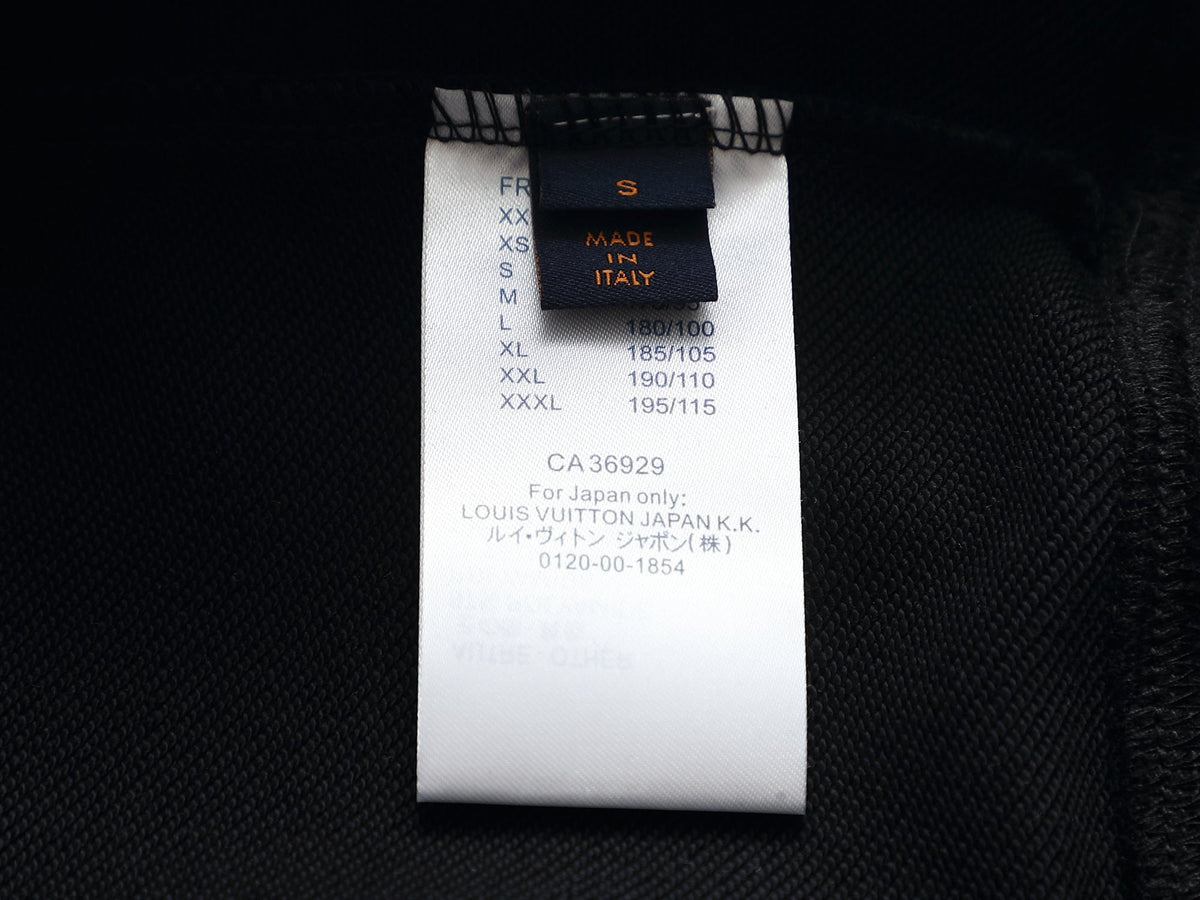 S
MADE
IN
ITALY
FR
XX
XS
S
M
L 180/100
XL 185/105
XXL 190/110
XXXL 195/115
CA 36929
For Japan only:
LOUIS VUITTON JAPAN K.K.
ルイ・ヴィトン ジャポン(株)
0120-00-1854